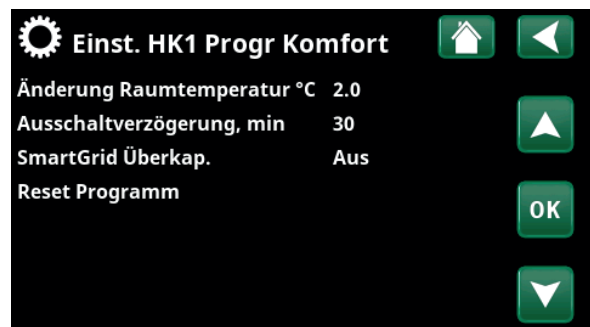 Einst. HK1 Progr Komfort
Änderung Raumtemperatur °C 2.0
Ausschaltverzögerung, min 30
SmartGrid Überkap. Aus
Reset Programm
OK